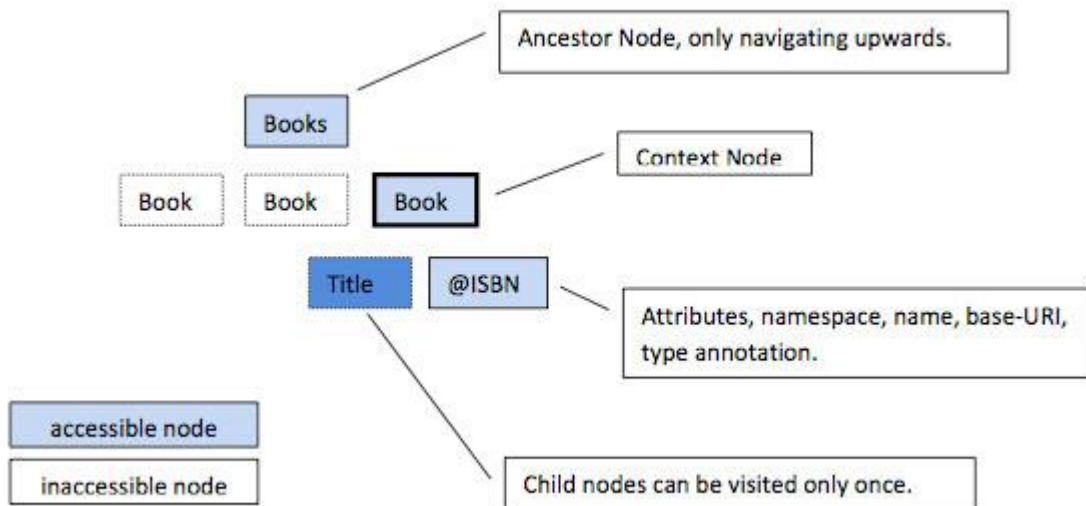 Ancestor Node, only navigating upwards.
Books
Context Node
Book
Book
Book
Title
@ISBN
Attributes, namespace, name, base-URI,
type annotation.
accessible node
inaccessible node
Child nodes can be visited only once.